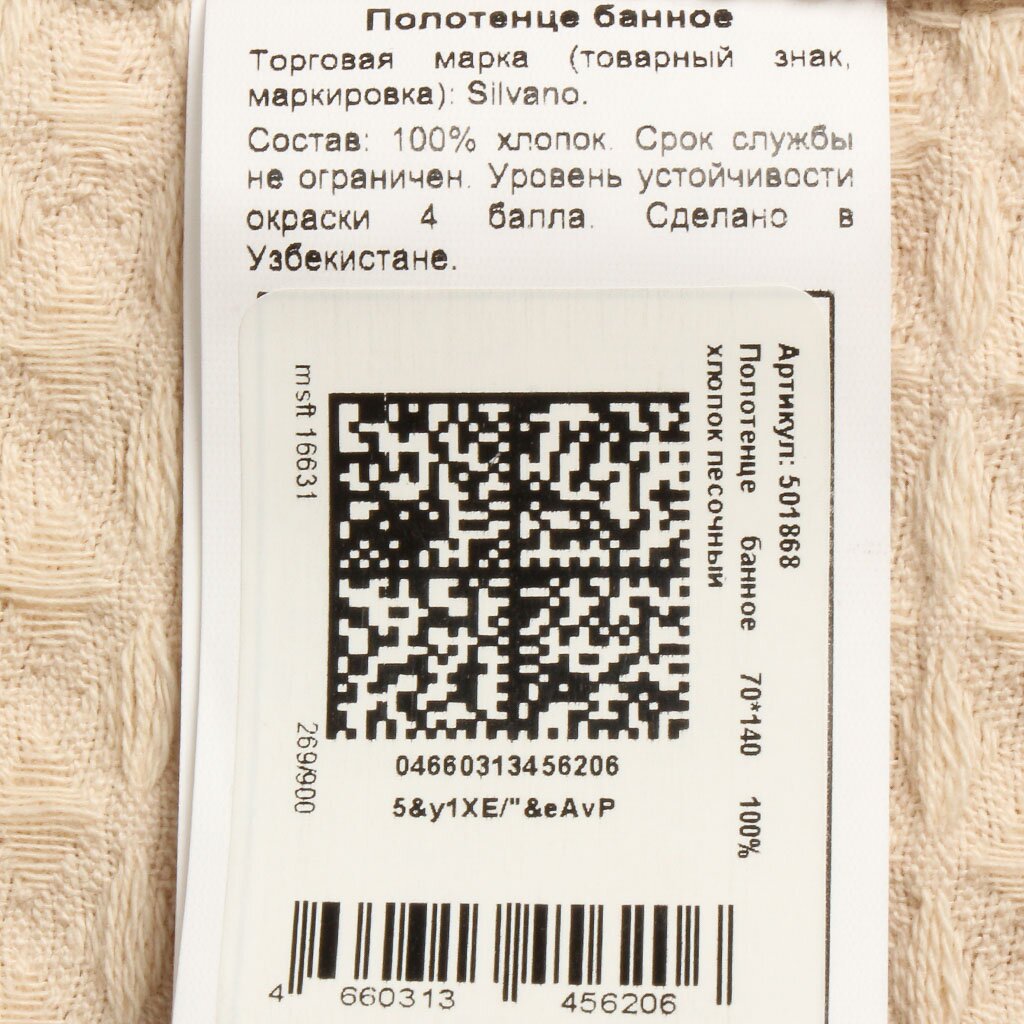 Полотенце банное
Торговая марка (товарный знак,
маркировка): Silvano.
Состав: 100% хлопок. Срок службы
не ограничен. Уровень устойчивости
окраски 4 балла. Сделано в
Узбекистане.
Артикул: 501868
Полотенце банное 70*140 100%
хлопок песочный
msft 16631
269/900
04660313456206
5&y1XE/"&eAvP
4 660313 456206